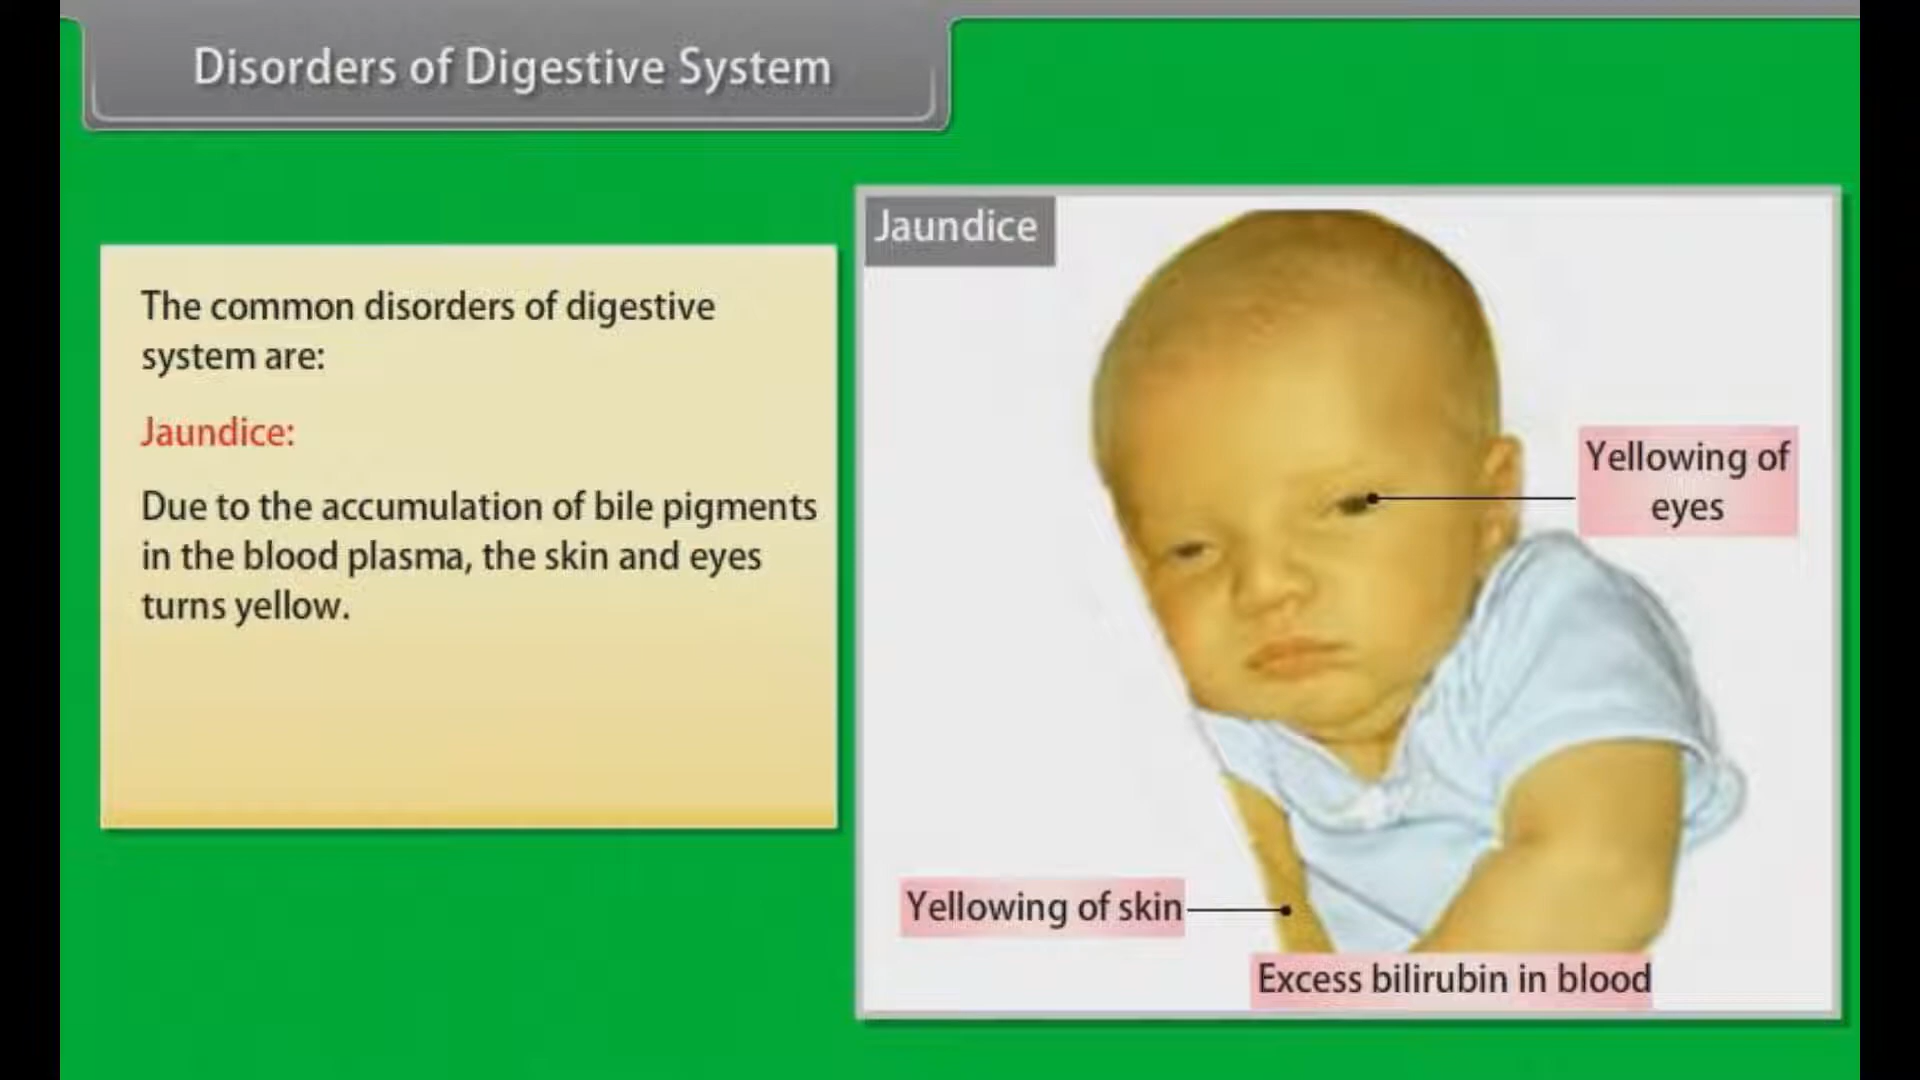 Disorders of Digestive System
The common disorders of digestive
system are:
Jaundice:
Due to the accumulation of bile pigments
in the blood plasma, the skin and eyes
turns yellow.
Jaundice
Yellowing of
eyes
Yellowing of skin
Excess bilirubin in blood